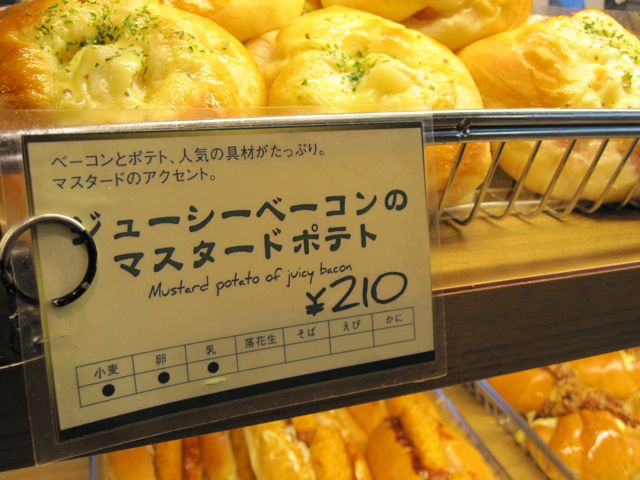 ベーコンとポテト、人気の具材がたっぷり。
マスタードのアクセント。
ジューシーベーコンの
マスタードポテト
Mustard potato of juicy bacon
¥210
小麦 卵 乳 落花生 そば えび かに
● ● ●